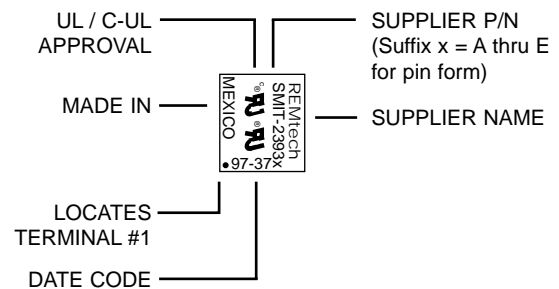 UL / C-UL
APPROVAL
SUPPLIER P/N
(Suffix x = A thru E
for pin form)
MADE IN
REMtech
SMIT-2393x
c ® ®
MEXICO
•97-37
SUPPLIER NAME
LOCATES
TERMINAL #1
DATE CODE